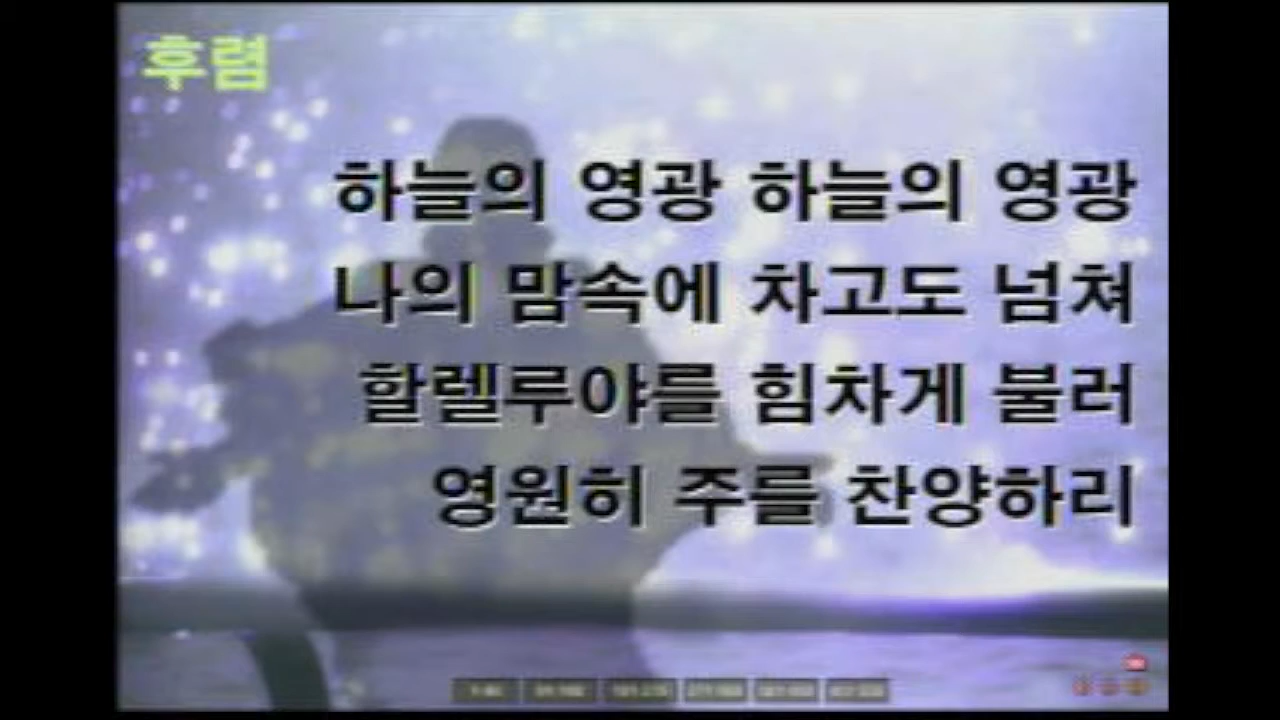 후렴
하늘의 영광 하늘의 영광
나의 맘속에 차고도 넘쳐
할렐루야를 힘차게 불러
영원히 주를 찬양하리